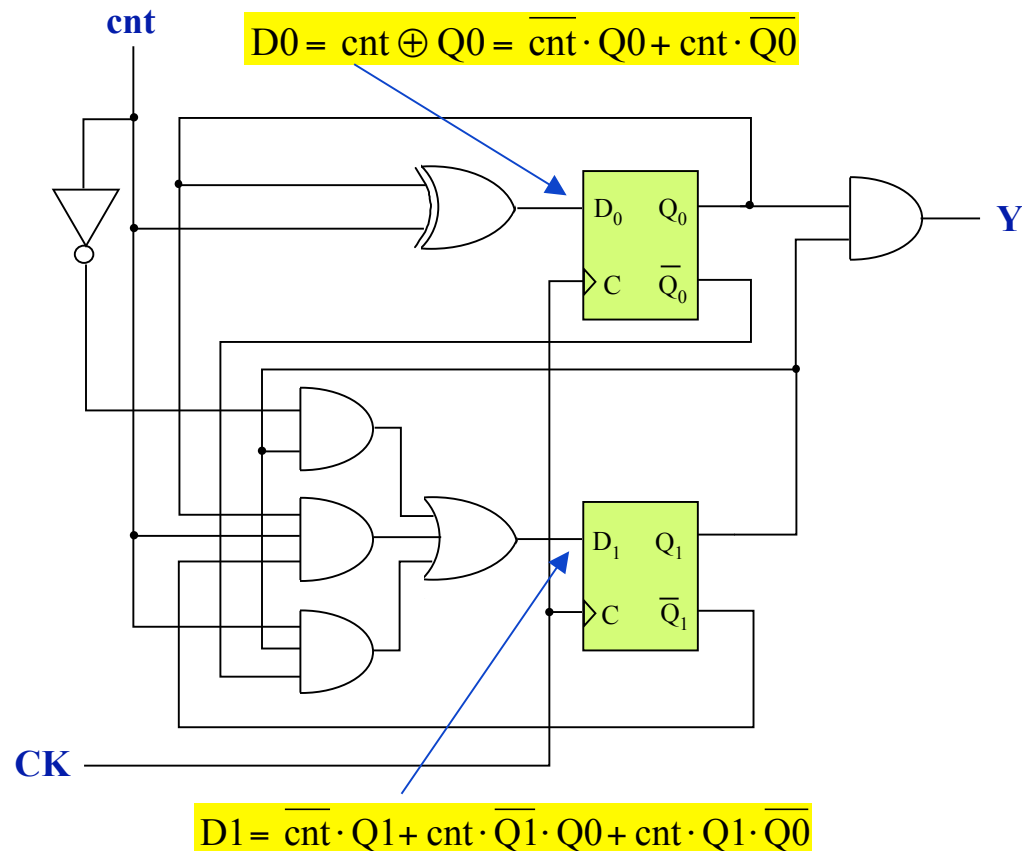 cnt
D0 = cnt ⊕ Q0 = c̅n̅t̅ · Q0 + cnt · Q̅0̅
D₀ Q₀
Y
C Q̅₀
D₁ Q₁
C Q̅₁
CK
D1 = c̅n̅t̅ · Q1 + cnt · Q̅1̅ · Q0 + cnt · Q1 · Q̅0̅